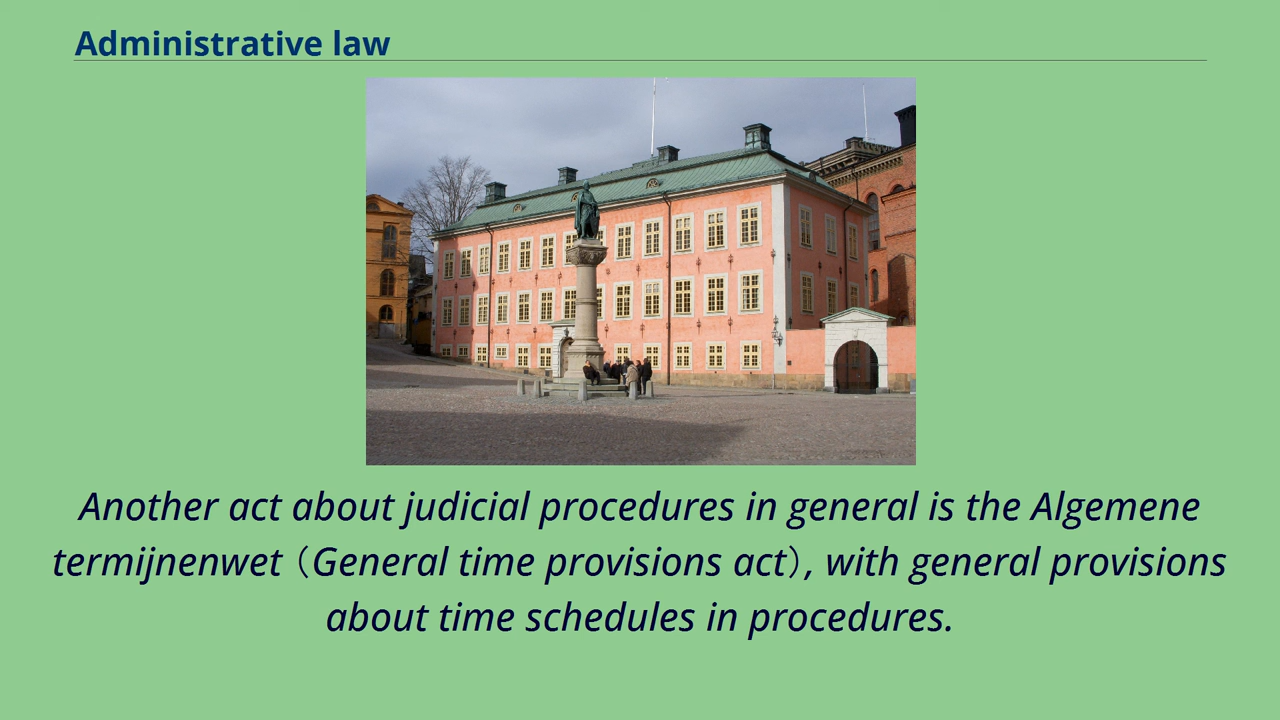 Administrative law
Another act about judicial procedures in general is the Algemene
termijnenwet（General time provisions act）, with general provisions
about time schedules in procedures.